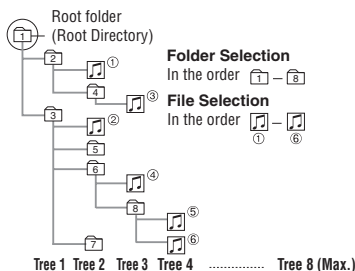 Root folder
(Root Directory)
1
2
①
4
③
3
②
5
6
④
8
⑤
⑥
7
Folder Selection
In the order 1 – 8
File Selection
In the order –
① ⑥
Tree 1 Tree 2 Tree 3 Tree 4 ............... Tree 8 (Max.)